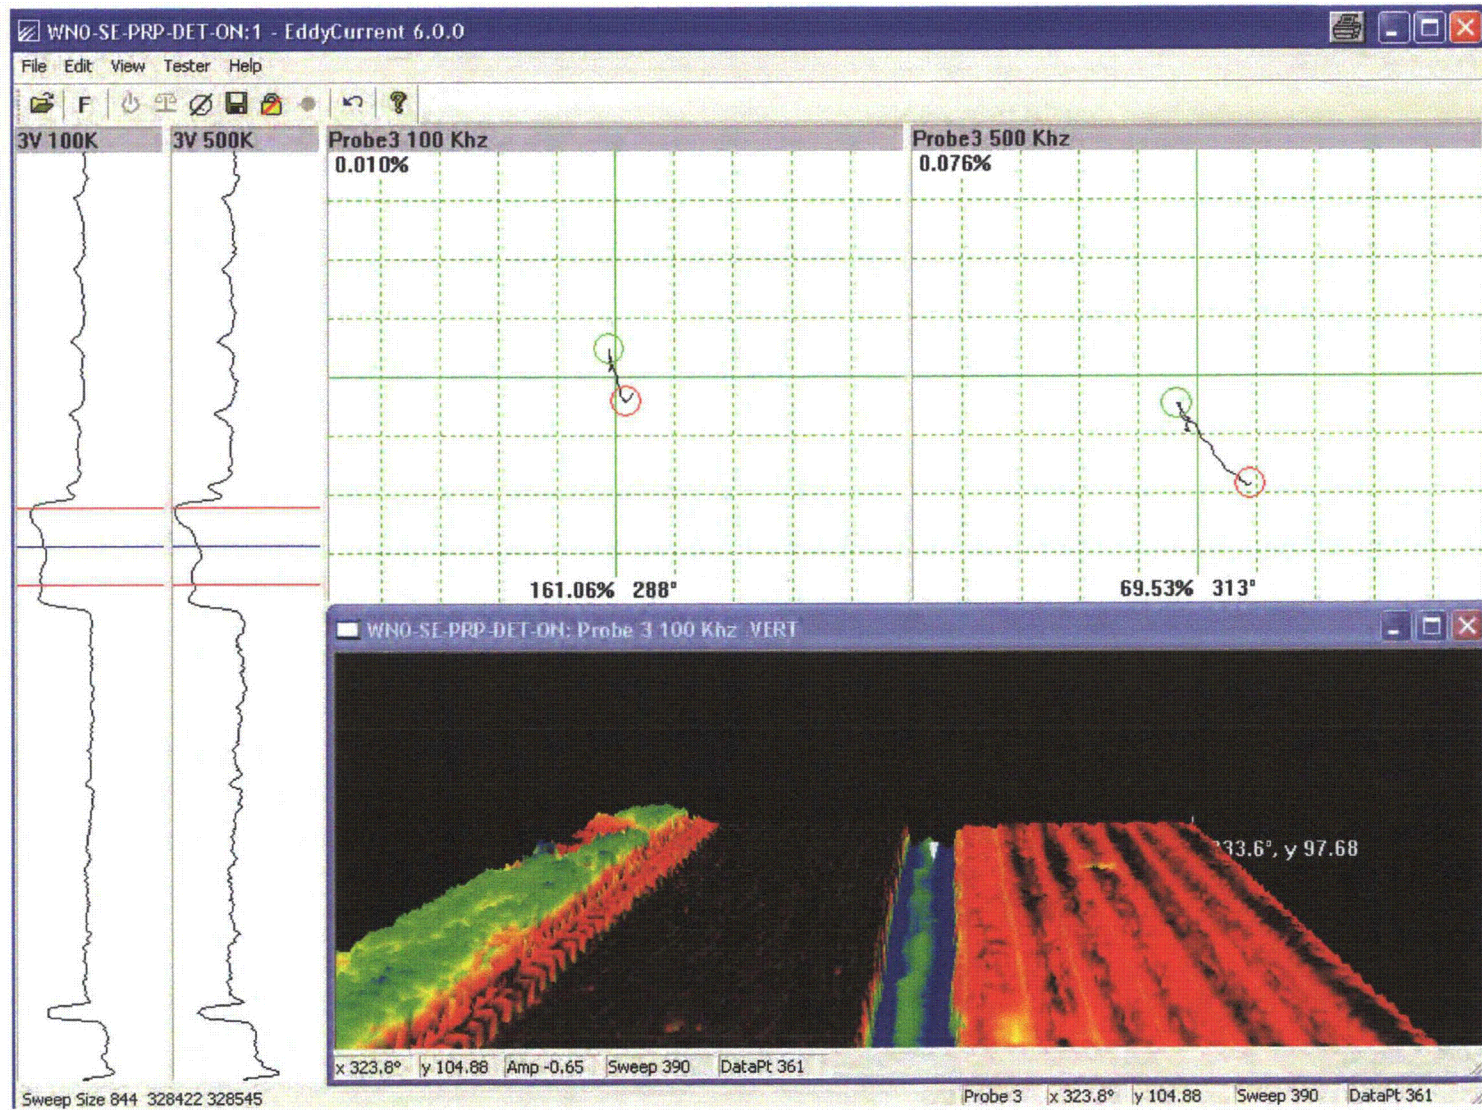 WN0-SE-PRP-DET-ON:1 - EddyCurrent 6.0.0
File Edit View Tester Help
F
3V 100K
3V 500K
Probe3 100 Khz
0.010%
161.06% 288°
Probe3 500 Khz
0.076%
69.53% 313°
WN0-SE-PRP-DET-ON: Probe 3 100 Khz VERT
33.6°, y 97.68
x 323.8° y 104.88 Amp -0.65 Sweep 390 DataPt 361
Sweep Size 844 328422 328545
Probe 3 x 323.8° y 104.88 Sweep 390 DataPt 361